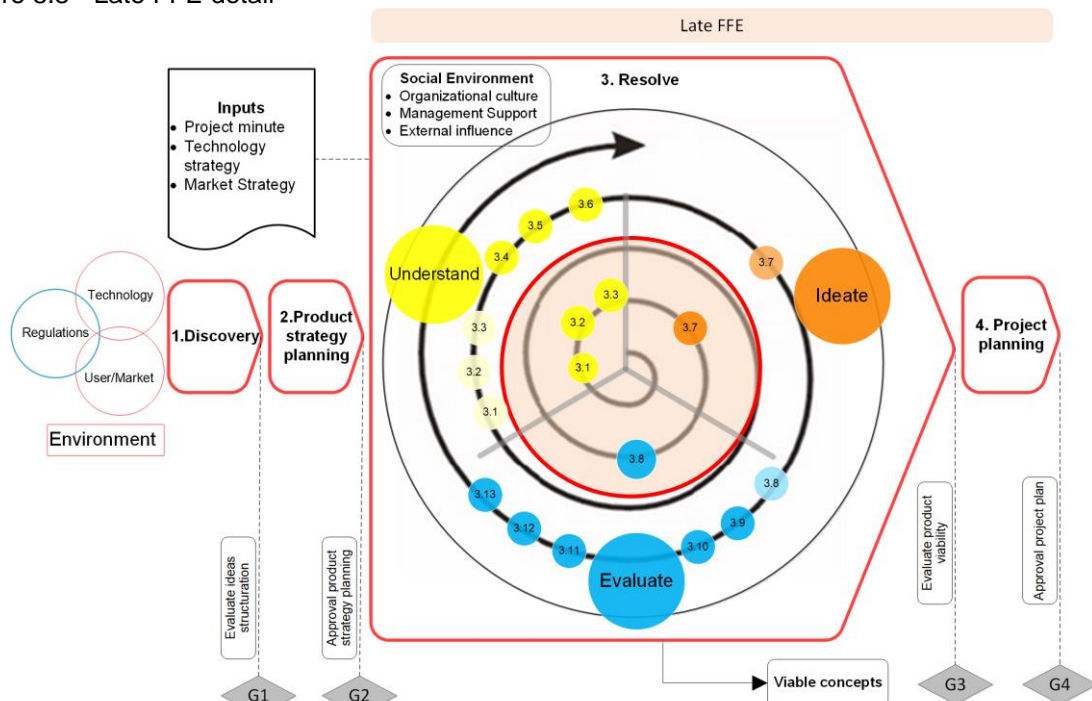 Late FFE
Social Environment
• Organizational culture
• Management Support
• External influence
3. Resolve
Inputs
• Project minute
• Technology
strategy
• Market Strategy
3.6
3.5
3.4
3.7
Understand
Ideate
3.3
3.2
3.7
3.1
3.3
3.2
3.1
3.8
3.8
3.13
3.12
3.11
3.10
3.9
Evaluate
Technology
Regulations
User/Market
Environment
1.Discovery
2.Product
strategy
planning
4. Project
planning
Evaluate ideas
structuration
Approval product
strategy planning
Evaluate product
viability
Approval project plan
Viable concepts
G1
G2
G3
G4